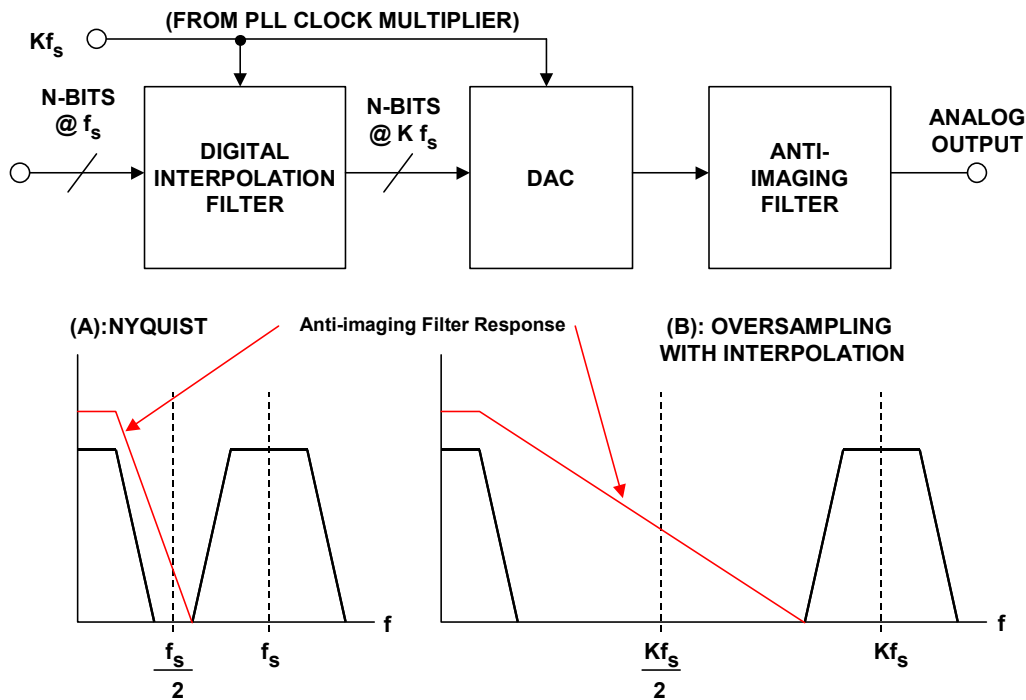 (FROM PLL CLOCK MULTIPLIER)
Kfs
N-BITS
@ fs
DIGITAL
INTERPOLATION
FILTER
N-BITS
@ K fs
DAC
ANTI-
IMAGING
FILTER
ANALOG
OUTPUT
(A):NYQUIST
Anti-imaging Filter Response
(B): OVERSAMPLING
WITH INTERPOLATION
fs
2
fs
f
Kfs
2
Kfs
f